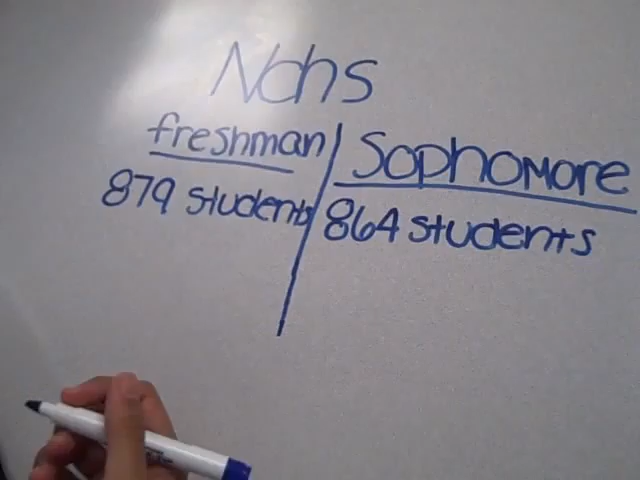 Nchs
freshman
Sophomore
879 students
864 students